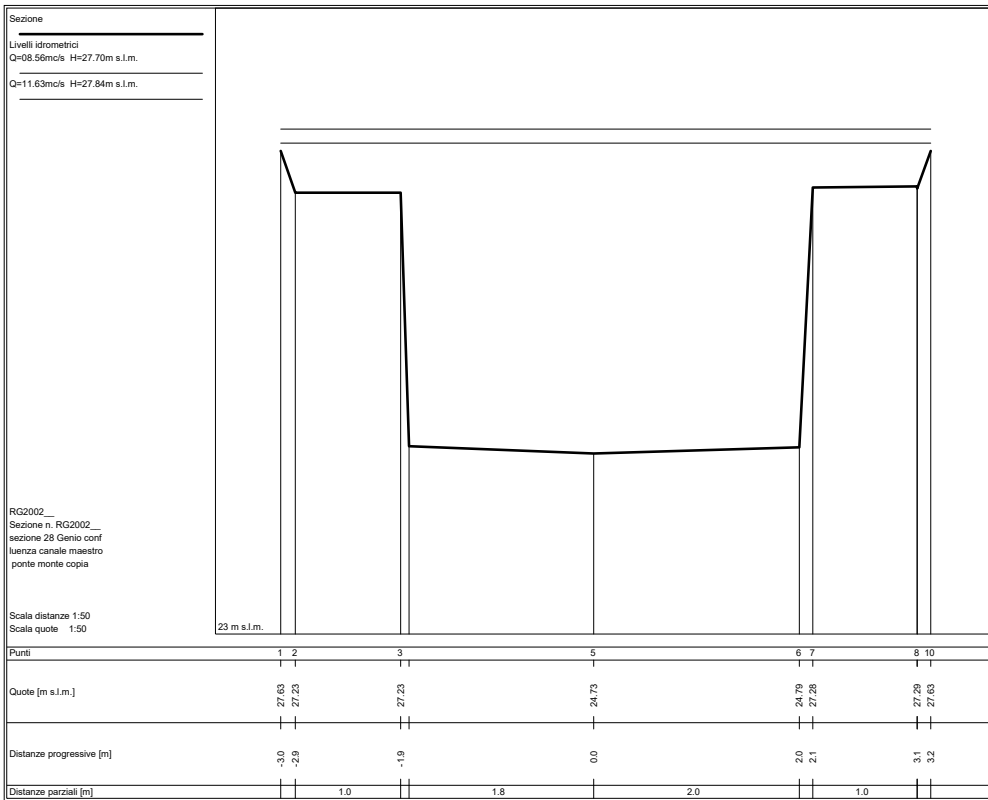 Sezione
Livelli idrometrici
Q=08.56mc/s H=27.70m s.l.m.
Q=11.63mc/s H=27.84m s.l.m.
RG2002__
Sezione n. RG2002__
sezione 28 Genio conf
luenza canale maestro
ponte monte copia
Scala distanze 1:50
Scala quote 1:50
23 m s.l.m.
Punti 1 2 3 5 6 7 8 10
Quote [m s.l.m.] 27.63 27.23 27.23 24.73 24.79 27.28 27.29 27.63
Distanze progressive [m] -3.0 -2.9 -1.9 0.0 2.0 2.1 3.1 3.2
Distanze parziali [m] 1.0 1.8 2.0 1.0